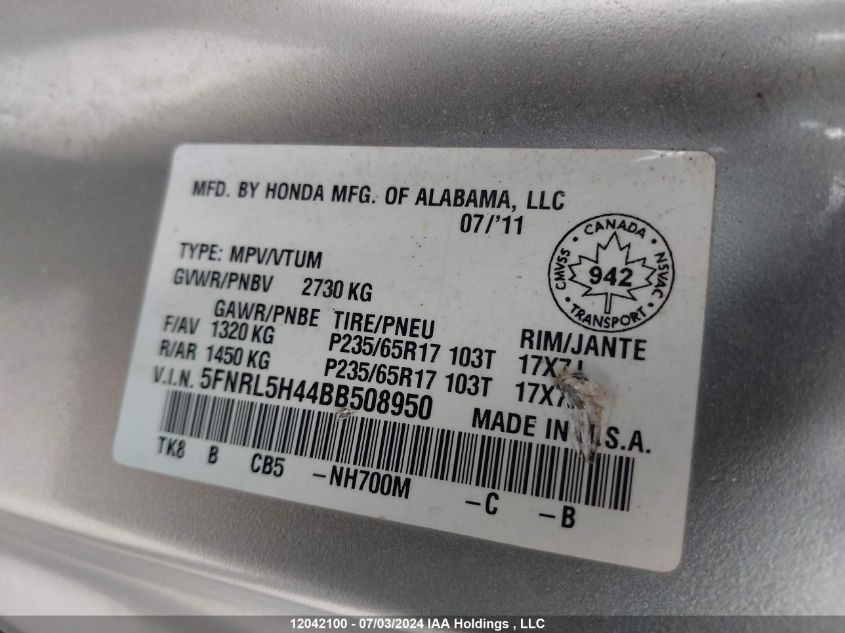 MFD. BY HONDA MFG. OF ALABAMA, LLC
07/'11
TYPE: MPV/VTUM
GVWR/PNBV 2730 KG
GAWR/PNBE TIRE/PNEU RIM/JANTE
F/AV 1320 KG P235/65R17 103T 17X7J
R/AR 1450 KG P235/65R17 103T 17X7
V.I.N. 5FNRL5H44BB508950 MADE IN .S.A.
TK8 B CB5 -NH700M -C -B
CANADA
CMVSS 942 NSVAC
TRANSPORT
12042100 - 07/03/2024 IAA Holdings , LLC